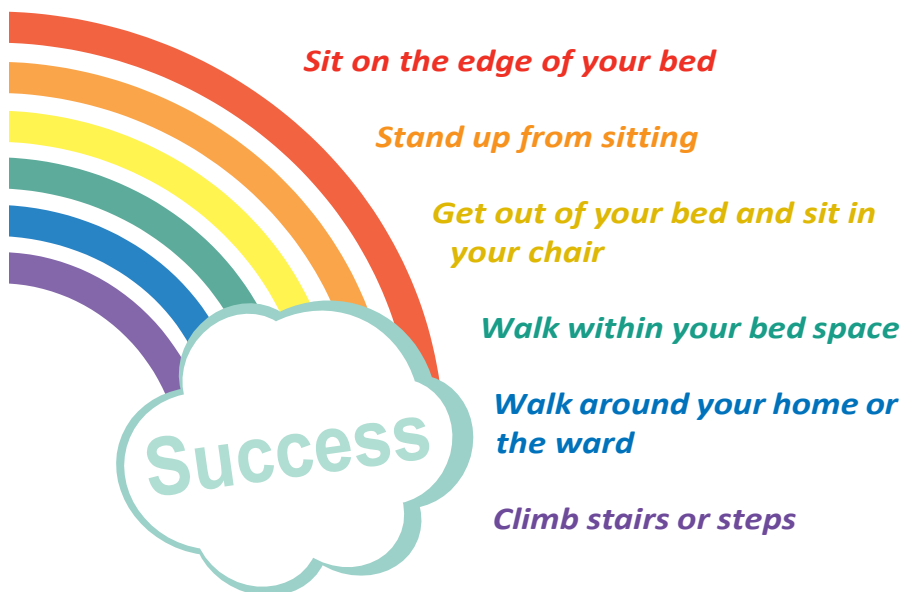 Sit on the edge of your bed
Stand up from sitting
Get out of your bed and sit in
your chair
Walk within your bed space
Walk around your home or
the ward
Climb stairs or steps
Success